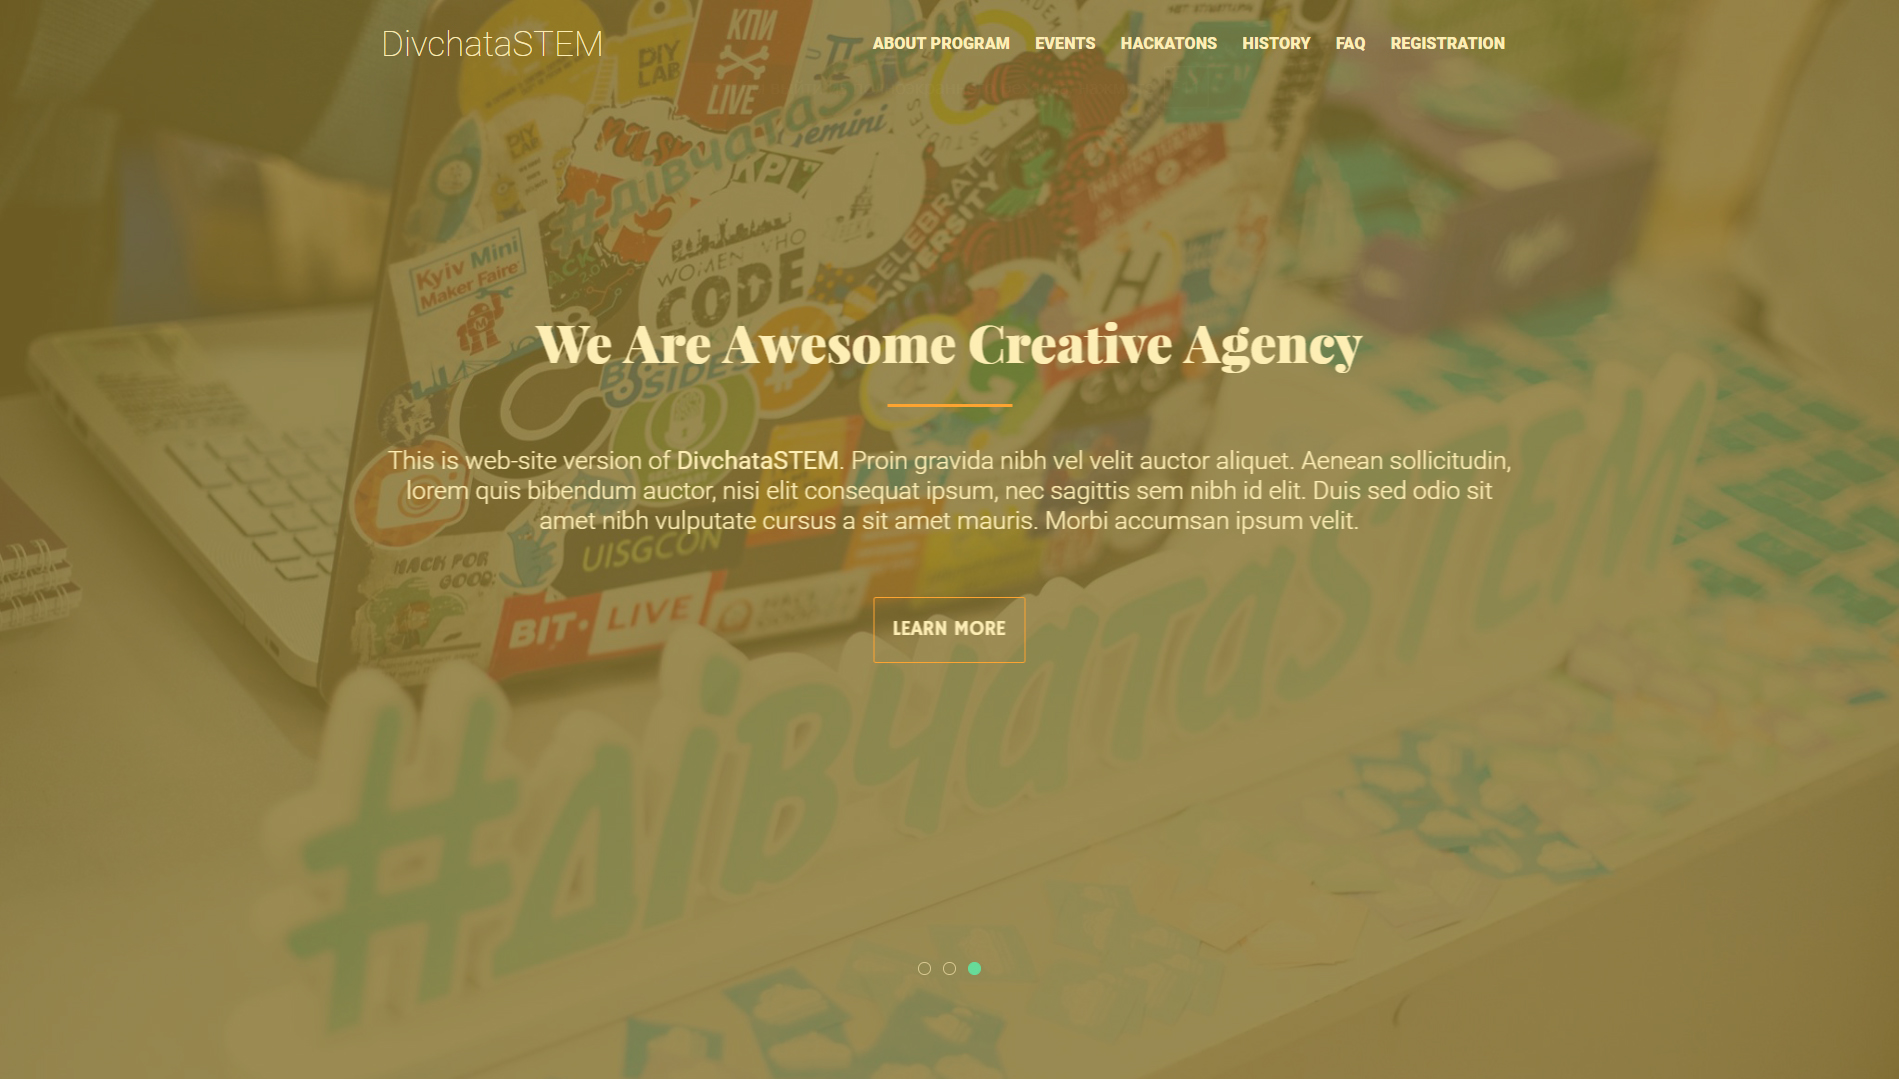 DivchataSTEM
ABOUT PROGRAM EVENTS HACKATONS HISTORY FAQ REGISTRATION
КПИ
LIVE
DIY
LAB
#ДІВЧАТАSTEM
gemini
DIY
LAB
KPI
CELEBRATE
WOMEN WHO
CODE
Kyiv Mini
Maker Faire
We Are Awesome Creative Agency
SIDES
This is web-site version of DivchataSTEM. Proin gravida nibh vel velit auctor aliquet. Aenean sollicitudin,
lorem quis bibendum auctor, nisi elit consequat ipsum, nec sagittis sem nibh id elit. Duis sed odio sit
amet nibh vulputate cursus a sit amet mauris. Morbi accumsan ipsum velit.
UISGCON
HACK FOR
GOOD
BIT LIVE
LEARN MORE
#ДІВЧАТАSTEM